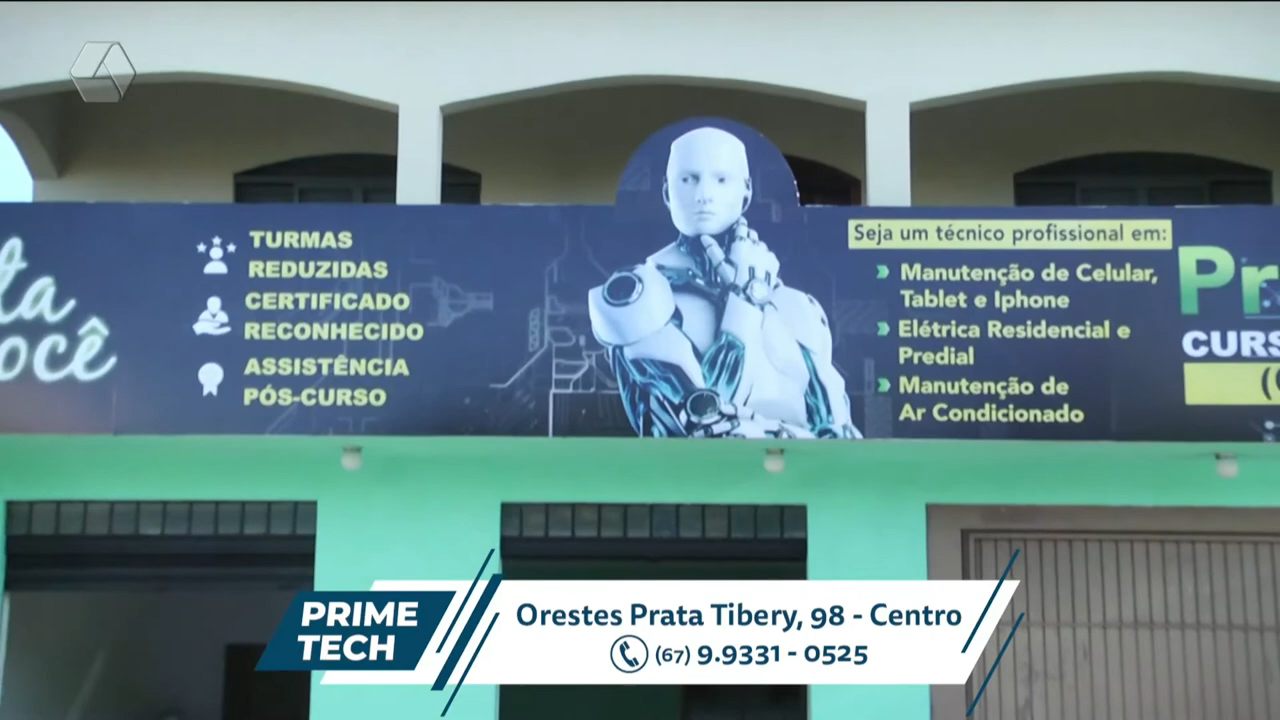 TURMAS
REDUZIDAS
CERTIFICADO
RECONHECIDO
ASSISTÊNCIA
PÓS-CURSO
Seja um técnico profissional em:
Manutenção de Celular,
Tablet e Iphone
Elétrica Residencial e
Predial
Manutenção de
Ar Condicionado
PRIME
TECH
Orestes Prata Tibery, 98 - Centro
(67) 9.9331 - 0525